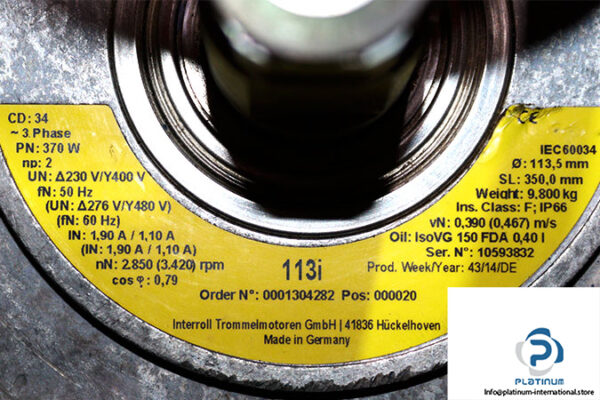 CD: 34
~ 3 Phase
PN: 370 W
np: 2
UN: Δ230 V/Y400 V
fN: 50 Hz
(UN: Δ276 V/Y480 V)
(fN: 60 Hz)
IN: 1,90 A / 1,10 A
(IN: 1,90 A / 1,10 A)
nN: 2.850 (3.420) rpm
cos φ: 0,79
IEC60034
Ø: 113,5 mm
SL: 350,0 mm
Weight: 9,800 kg
Ins. Class: F; IP66
vN: 0,390 (0,467) m/s
Oil: IsoVG 150 FDA 0,40 l
Ser. N°: 10593832
Prod. Week/Year: 43/14/DE
113i
Order N°: 0001304282 Pos: 000020
Interroll Trommelmotoren GmbH | 41836 Hückelhoven
Made in Germany
PLATINUM
Info@platinum-international.store